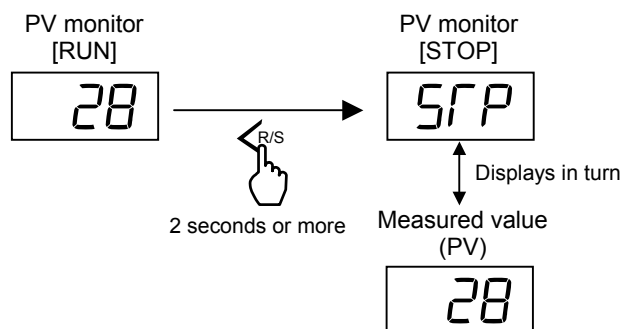 PV monitor
[RUN]
28
R/S
2 seconds or more
PV monitor
[STOP]
STP
Displays in turn
Measured value
(PV)
28